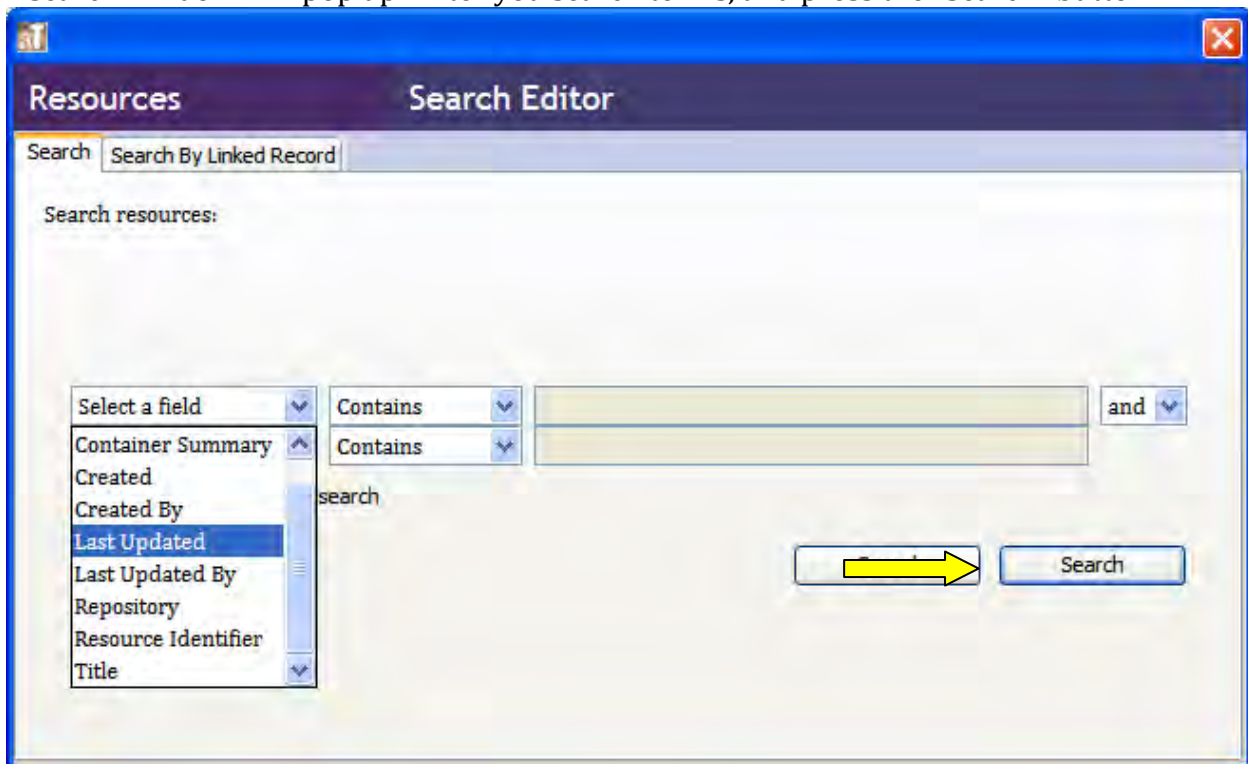 Resources Search Editor
Search Search By Linked Record
Search resources:
Select a field Contains and
Container Summary Contains
Created
Created By
search
Last Updated
Last Updated By
Search
Repository
Resource Identifier
Title